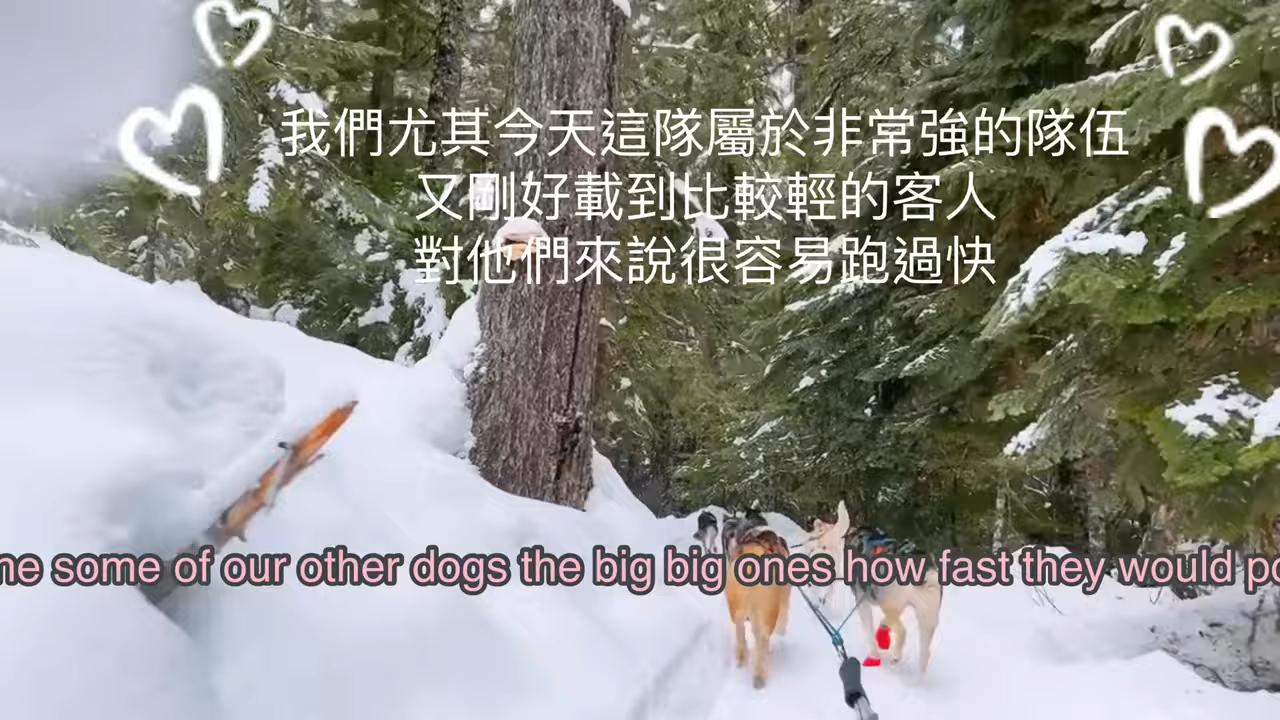 我們尤其今天這隊屬於非常強的隊伍
又剛好載到比較輕的客人
對他們來說很容易跑過快
some of our other dogs the big big ones how fast they would